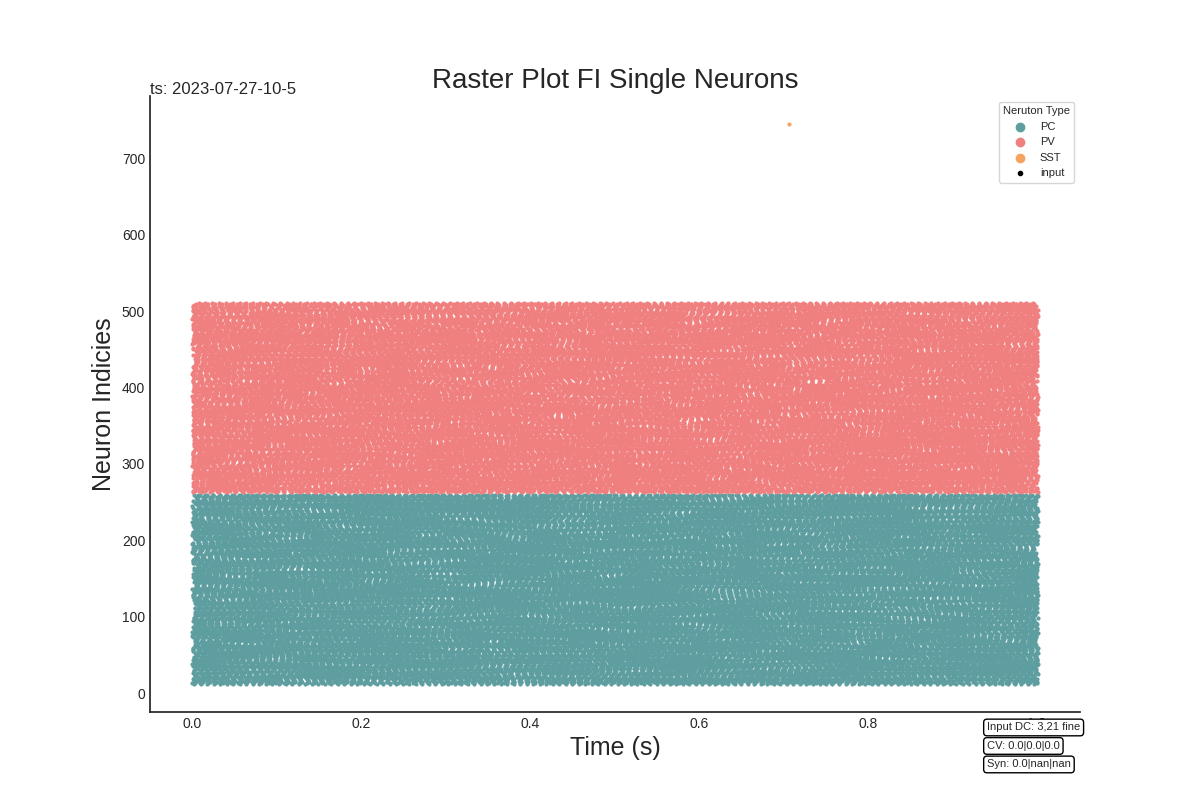 Raster Plot FI Single Neurons
ts: 2023-07-27-10-5
Neruton Type
PC
PV
SST
input
700
600
500
400
300
200
100
0
Neuron Indicies
0.0 0.2 0.4 0.6 0.8
Time (s)
Input DC: 3,21 fine
CV: 0.0|0.0|0.0
Syn: 0.0|nan|nan